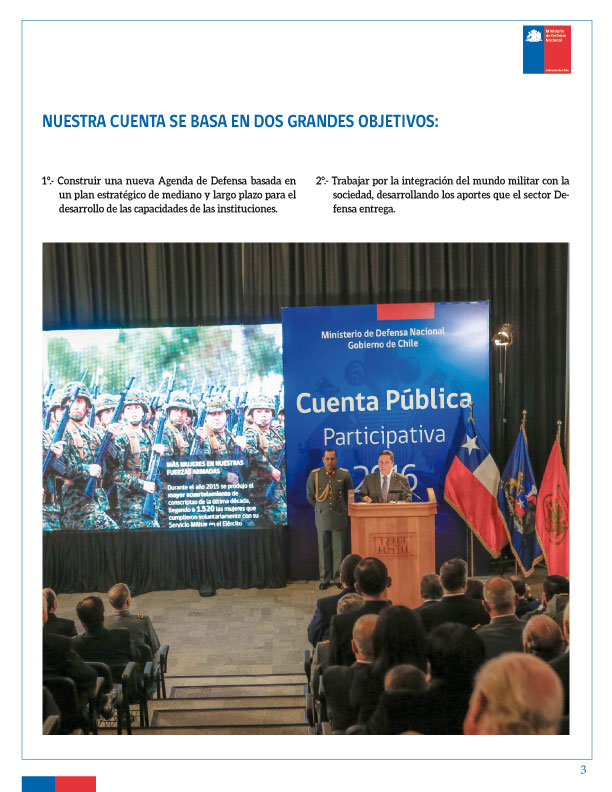 Ministerio
de Defensa
Nacional
Gobierno de Chile
NUESTRA CUENTA SE BASA EN DOS GRANDES OBJETIVOS:
1°.- Construir una nueva Agenda de Defensa basada en
un plan estratégico de mediano y largo plazo para el
desarrollo de las capacidades de las instituciones.
2°.- Trabajar por la integración del mundo militar con la
sociedad, desarrollando los aportes que el sector De-
fensa entrega.
Ministerio de Defensa Nacional
Gobierno de Chile
Cuenta Pública
Participativa
MÁS MUJERES EN NUESTRAS
FUERZAS ARMADAS
Durante el año 2015 se produjo el
mayor acuartelamiento de
conscriptas de la última década,
llegando a 1.520 las mujeres que
cumplieron voluntariamente con su
Servicio Militar en el Ejército
3